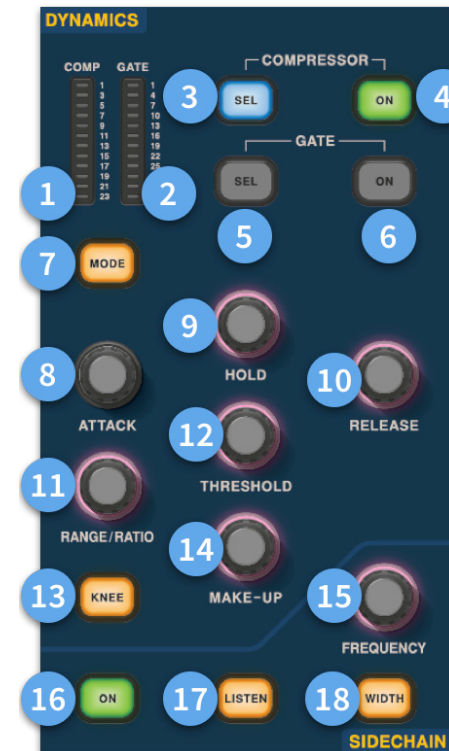 DYNAMICS
COMP GATE
COMPRESSOR
1 1
3 4
5 7
7 10
9 13
11 16
13 19
15 22
17 25
19
21
23
1
2
3
SEL
ON
4
GATE
SEL
ON
5
6
7
MODE
9
HOLD
8
ATTACK
10
RELEASE
12
THRESHOLD
11
RANGE/RATIO
14
MAKE-UP
13
KNEE
15
FREQUENCY
16
ON
17
LISTEN
18
WIDTH
SIDECHAIN